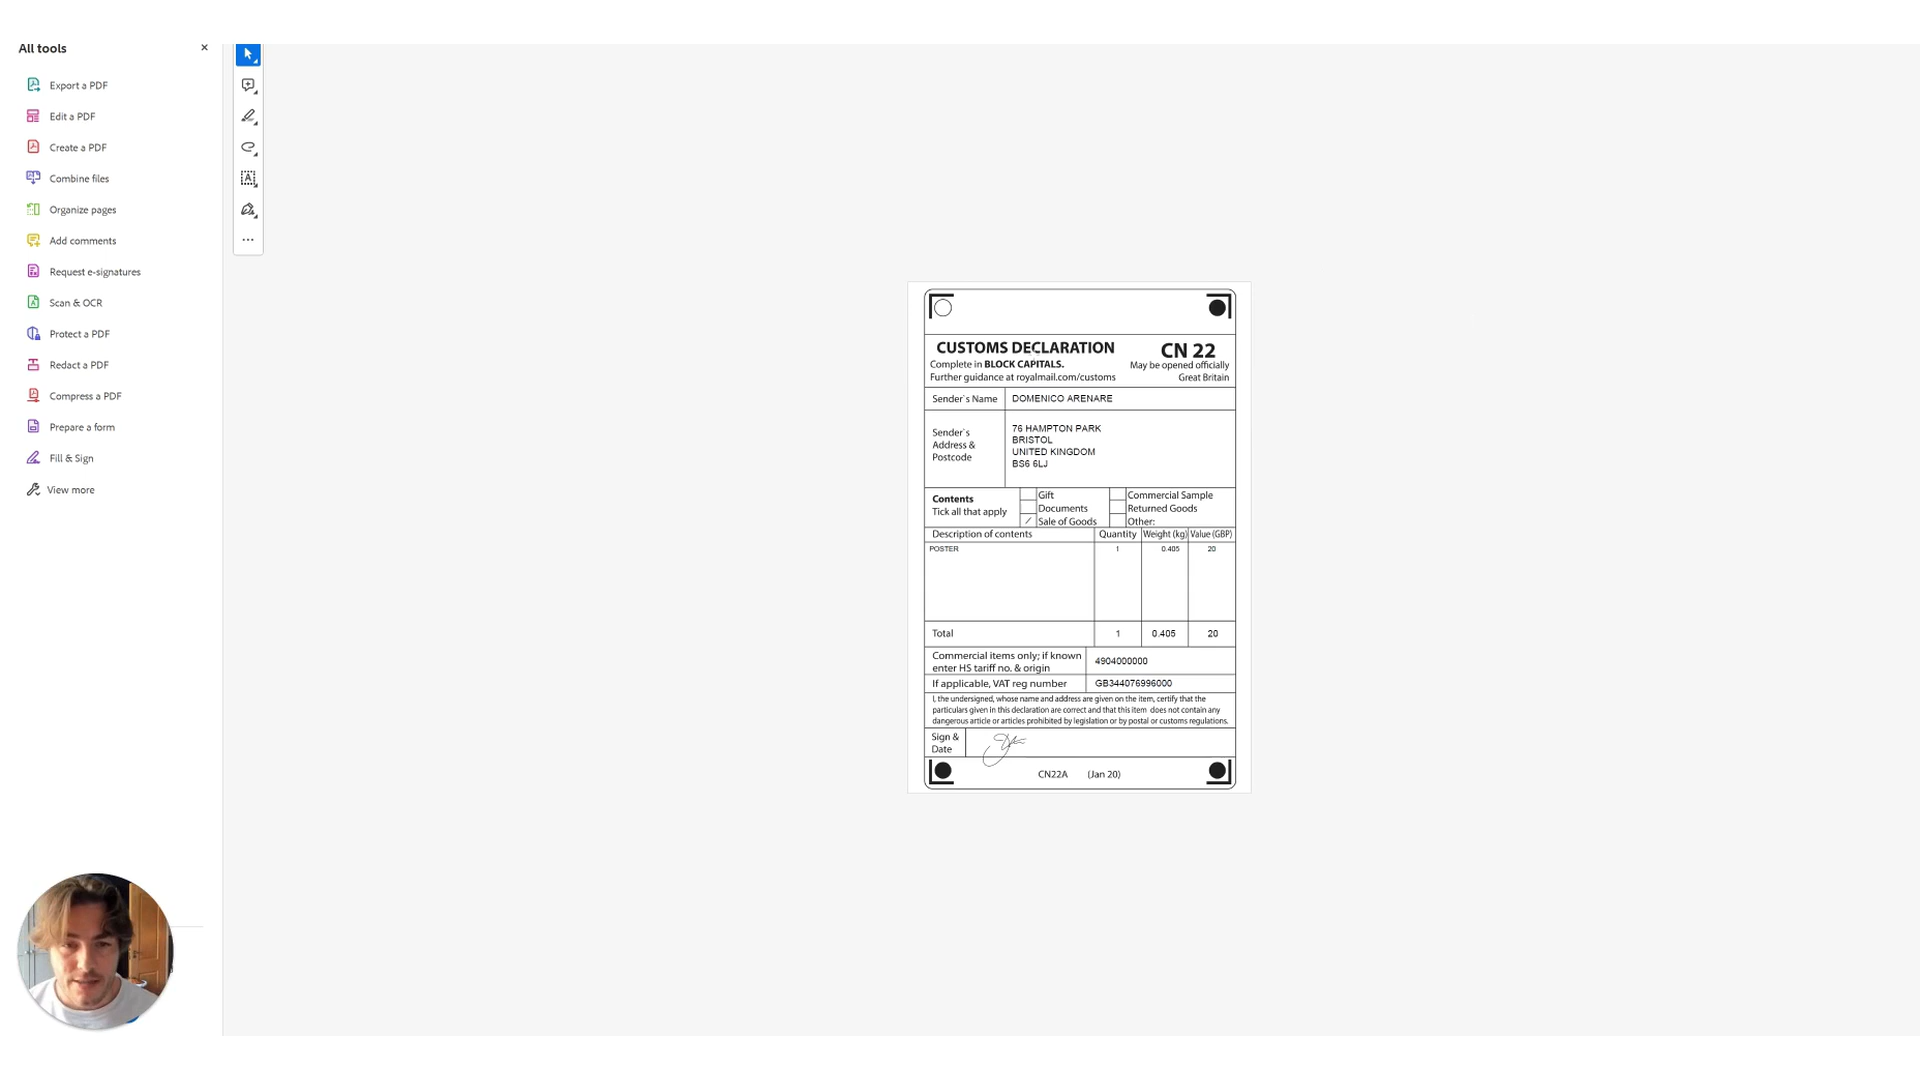 All tools
Export a PDF
Edit a PDF
Create a PDF
Combine files
Organize pages
Add comments
Request e-signatures
Scan & OCR
Protect a PDF
Redact a PDF
Compress a PDF
Prepare a form
Fill & Sign
View more
CUSTOMS DECLARATION CN 22
Complete in BLOCK CAPITALS. May be opened officially
Further guidance at royalmail.com/customs Great Britain
Sender's Name DOMENICO ARENARE
Sender's Address & Postcode
76 HAMPTON PARK
BRISTOL
UNITED KINGDOM
BS6 6LJ
Contents Gift Commercial Sample
Tick all that apply Documents Returned Goods
Sale of Goods Other:
Description of contents Quantity Weight (kg) Value (GBP)
POSTER 1 0.405 20
Total 1 0.405 20
Commercial items only; if known
enter HS tariff no. & origin 4904000000
If applicable, VAT reg number GB344076996000
I, the undersigned, whose name and address are given on the item, certify that the
particulars given in this declaration are correct and that this item does not contain any
dangerous article or articles prohibited by legislation or by postal or customs regulations.
Sign &
Date
CN22A (Jan 20)